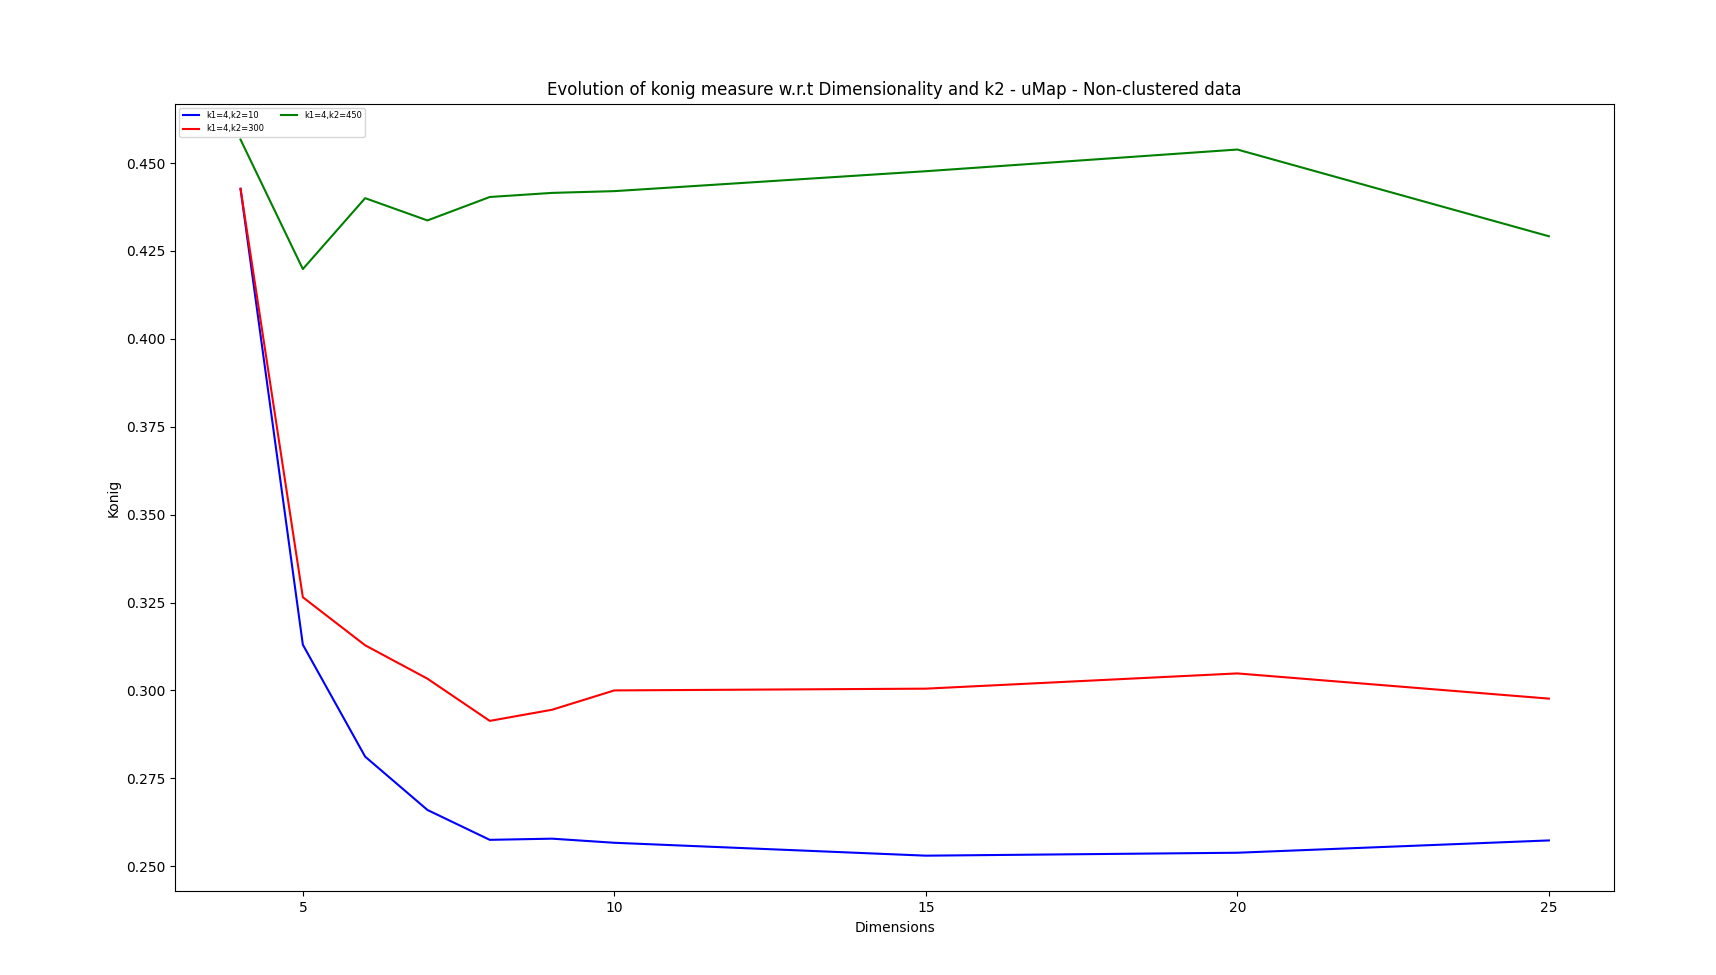 Evolution of konig measure w.r.t Dimensionality and k2 - uMap - Non-clustered data
k1=4,k2=10
k1=4,k2=300
k1=4,k2=450
0.450
0.425
0.400
0.375
0.350
0.325
0.300
0.275
0.250
Konig
5
10
15
20
25
Dimensions